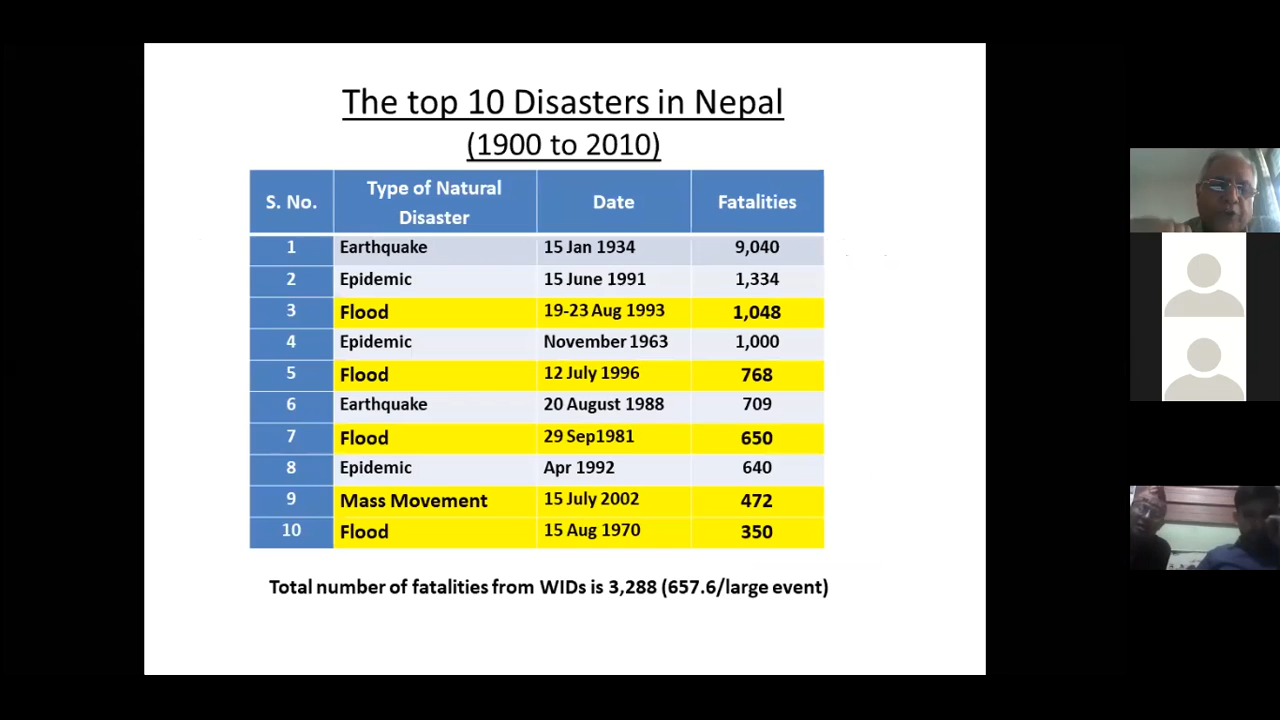 The top 10 Disasters in Nepal
(1900 to 2010)
S. No. Type of Natural Disaster Date Fatalities
1 Earthquake 15 Jan 1934 9,040
2 Epidemic 15 June 1991 1,334
3 Flood 19-23 Aug 1993 1,048
4 Epidemic November 1963 1,000
5 Flood 12 July 1996 768
6 Earthquake 20 August 1988 709
7 Flood 29 Sep1981 650
8 Epidemic Apr 1992 640
9 Mass Movement 15 July 2002 472
10 Flood 15 Aug 1970 350
Total number of fatalities from WIDs is 3,288 (657.6/large event)